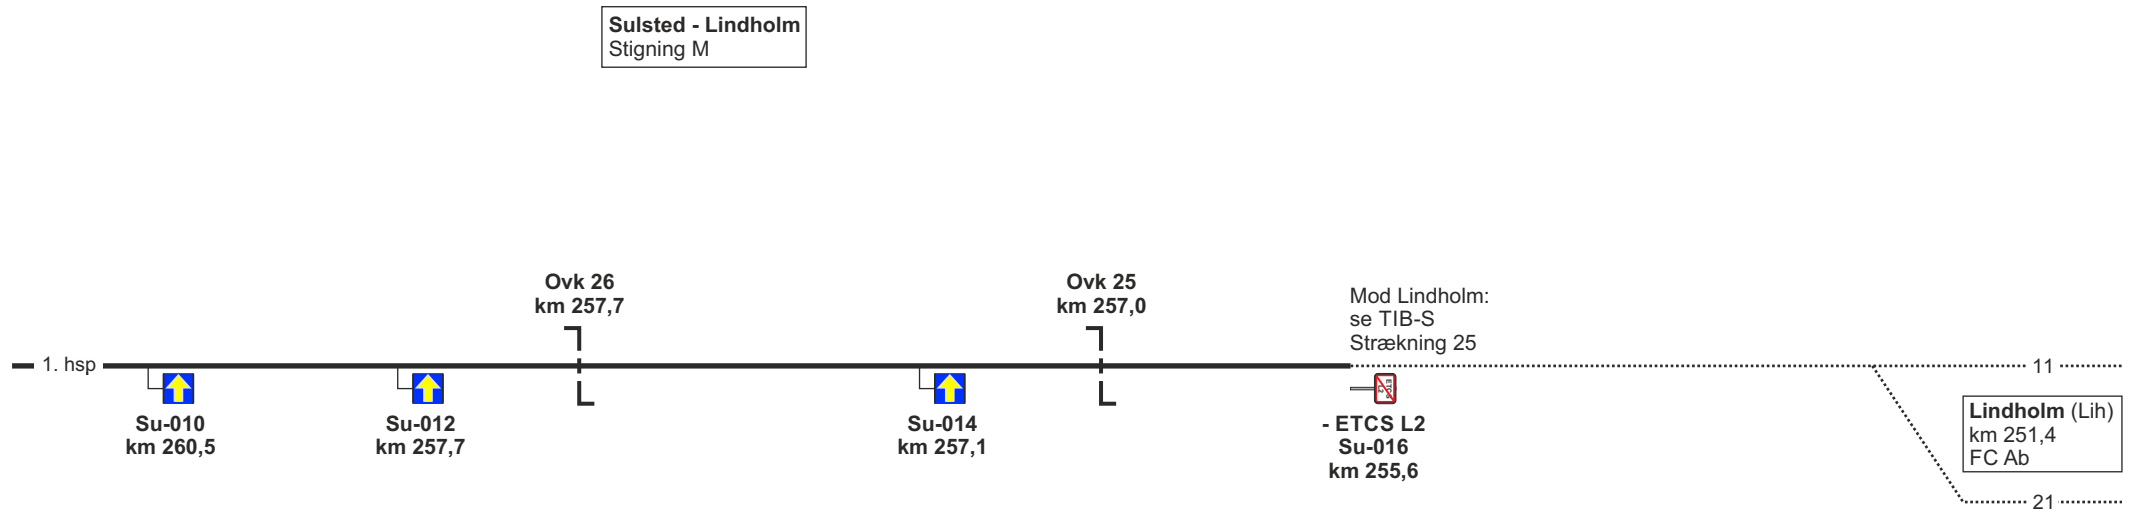 Sulsted - Lindholm
Stigning M
Ovk 26
km 257,7
Ovk 25
km 257,0
Mod Lindholm:
se TIB-S
Strækning 25
1. hsp
11
Su-010
km 260,5
Su-012
km 257,7
Su-014
km 257,1
ETCS
L2
- ETCS L2
Su-016
km 255,6
Lindholm (Lih)
km 251,4
FC Ab
21